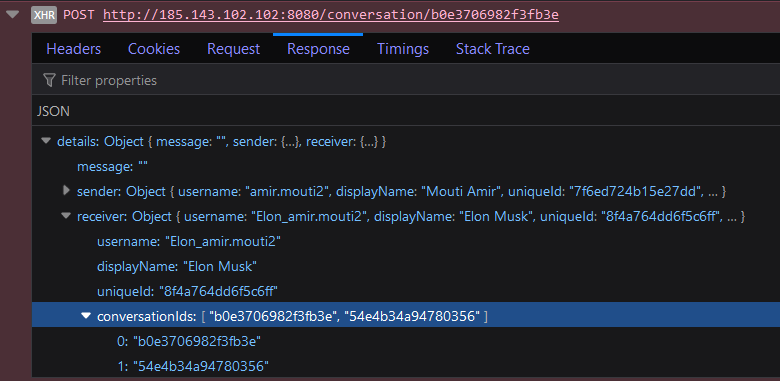 XHR POST http://185.143.102.102:8080/conversation/b0e3706982f3fb3e
Headers Cookies Request Response Timings Stack Trace
Filter properties
JSON
details: Object { message: "", sender: {…}, receiver: {…} }
message: ""
sender: Object { username: "amir.mouti2", displayName: "Mouti Amir", uniqueId: "7f6ed724b15e27dd", … }
receiver: Object { username: "Elon_amir.mouti2", displayName: "Elon Musk", uniqueId: "8f4a764dd6f5c6ff", … }
username: "Elon_amir.mouti2"
displayName: "Elon Musk"
uniqueId: "8f4a764dd6f5c6ff"
conversationIds: [ "b0e3706982f3fb3e", "54e4b34a94780356" ]
0: "b0e3706982f3fb3e"
1: "54e4b34a94780356"